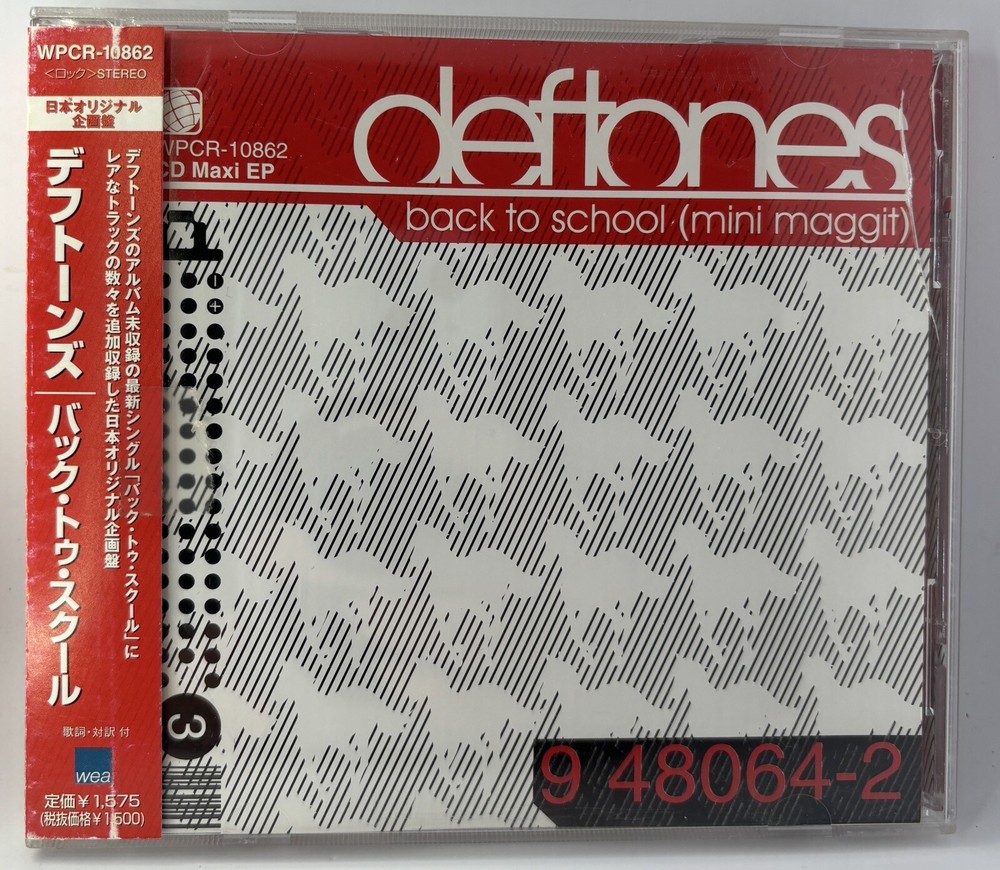 WPCR-10862
<ロック>STEREO
日本オリジナル
企画盤
デフトーンズのアルバム未収録の最新シングル「バック・トゥ・スクール」に
レアなトラックの数々を追加収録した日本オリジナル企画盤
デフトーンズ
バック・トゥ・スクール
歌詞・対訳 付
wea
定価¥1,575
(税抜価格¥1,500)
WPCR-10862
CD Maxi EP
deftones
back to school (mini maggit)
3
9 48064-2